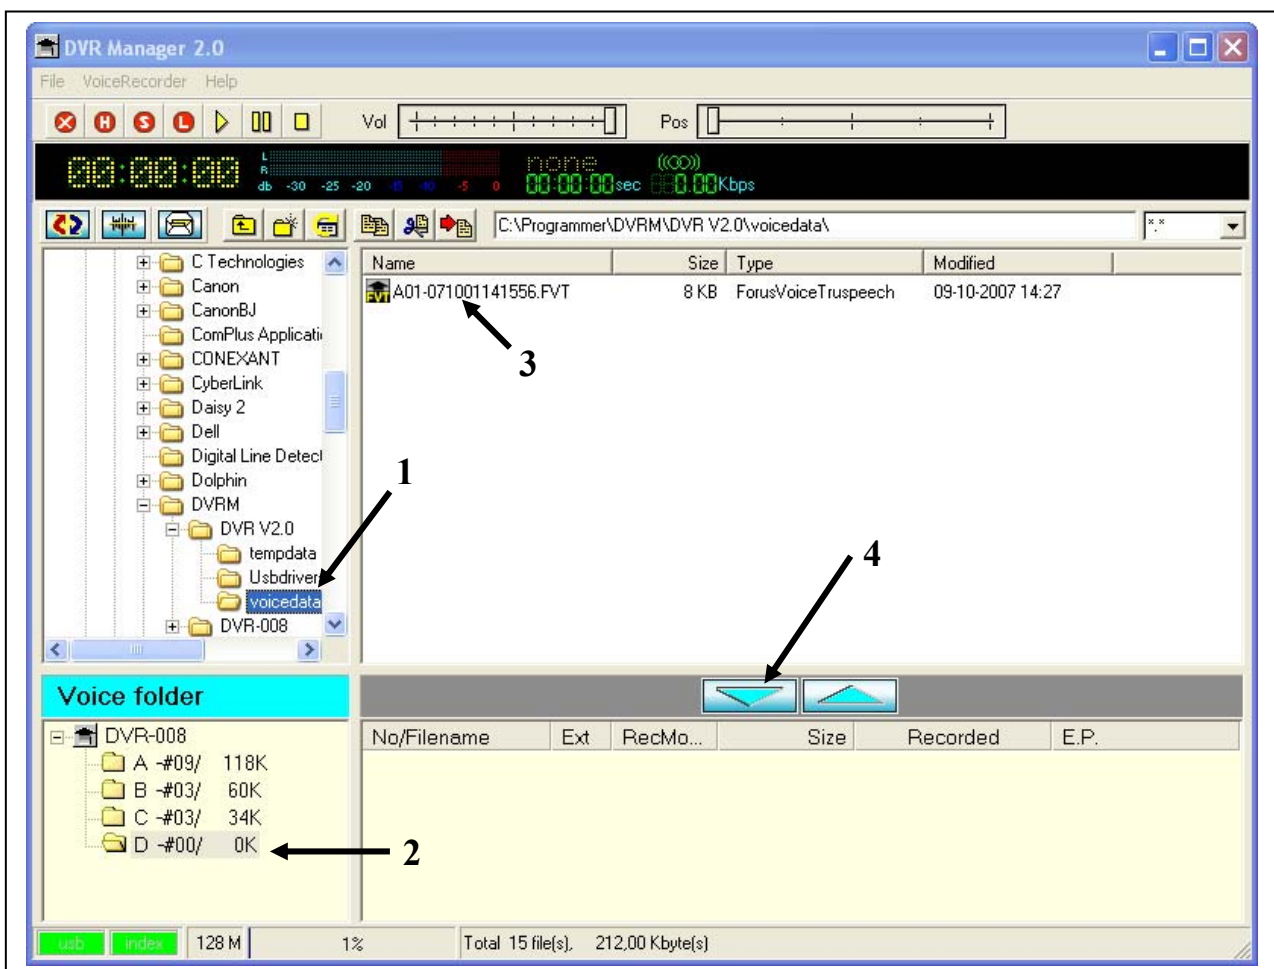 DVR Manager 2.0
File VoiceRecorder Help
H S L Vol Pos
00:00:00 L R db -30 -25 -20 -15 -10 -5 0 none 00:00:00sec 0.00Kbps
C:\Programmer\DVRM\DVR V2.0\voicedata\ *.*
C Technologies
Canon
CanonBJ
ComPlus Applicati
CONEXANT
CyberLink
Daisy 2
Dell
Digital Line Detect
Dolphin
DVRM
DVR V2.0
tempdata
Usbdriver
voicedata
DVR-008
Name Size Type Modified
FVT A01-071001141556.FVT 8 KB ForusVoiceTruspeech 09-10-2007 14:27
3
1
4
Voice folder
DVR-008
A -#09/ 118K
B -#03/ 60K
C -#03/ 34K
D -#00/ 0K
2
No/Filename Ext RecMo... Size Recorded E.P.
usb index 128 M 1% Total 15 file(s), 212,00 Kbyte(s)